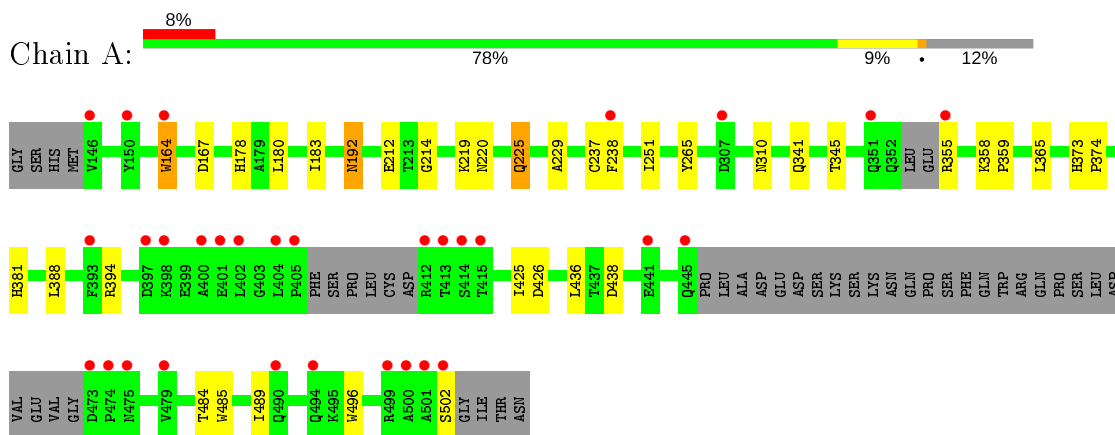 8%
Chain A:
78% 9% • 12%
GLY SER HIS MET V146 Y150 W164 D167 H178 A179 L180 I183 N192 E212 T213 G214 K219 N220 Q225 A229 C237 F238 I251 Y265 D307 N310 Q341 T345 Q351 Q352 LEU GLU R355 K358 P359 L365 H373 P374
H381 L388 F393 R394 D397 K398 E399 A400 E401 L402 G403 L404 P405 PHE SER PRO LEU CYS ASP R412 T413 S414 T415 I425 D426 L436 T437 D438 E441 Q445 PRO LEU ALA ASP GLU ASP SER LYS SER LYS ASN GLN PRO SER PHE GLN TRP ARG GLN PRO SER LEU ASP
VAL GLU VAL GLY D473 P474 N475 V479 T484 W485 I489 Q490 Q494 K495 W496 R499 A500 A501 S502 GLY ILE THR ASN